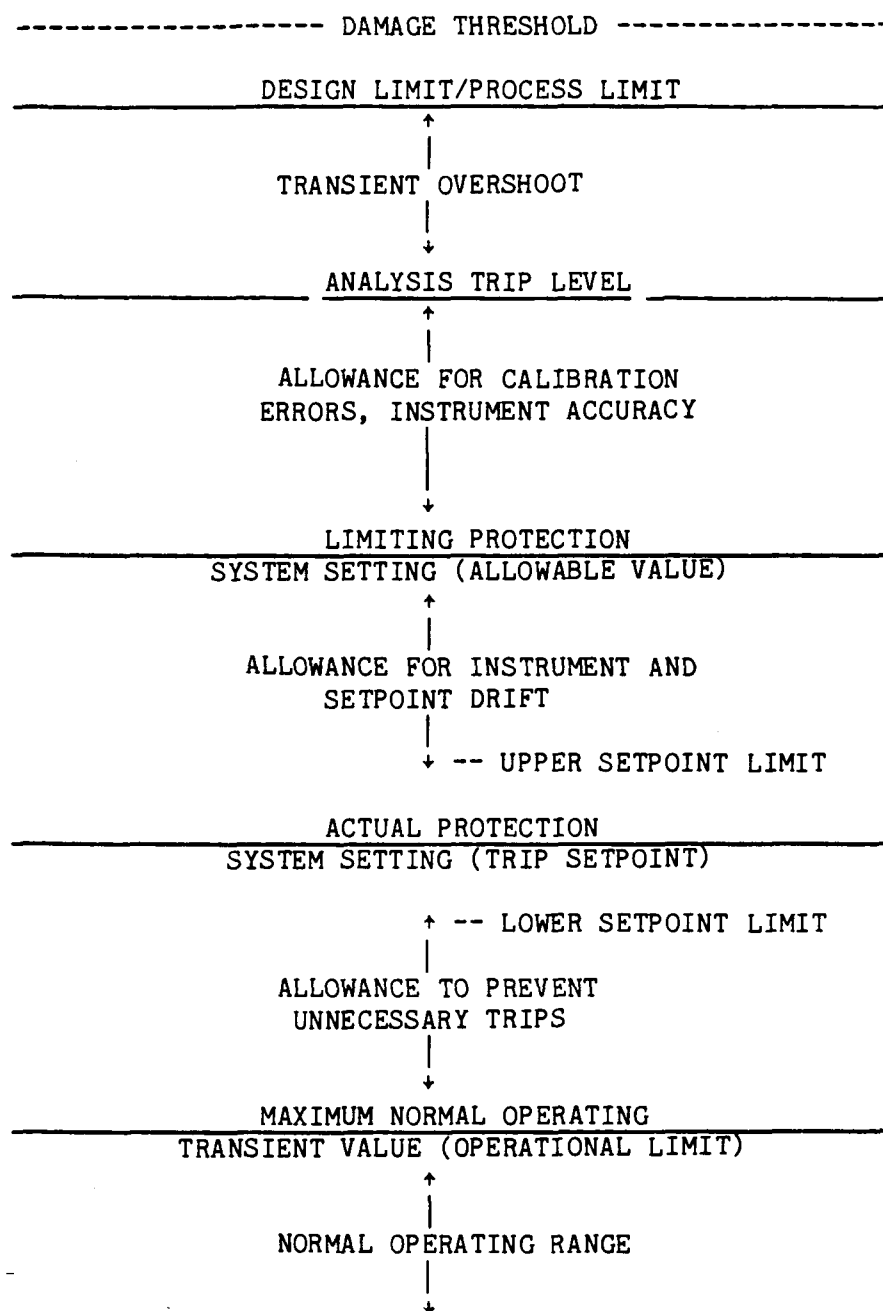 ------------------- DAMAGE THRESHOLD -----------------
DESIGN LIMIT/PROCESS LIMIT
TRANSIENT OVERSHOOT
ANALYSIS TRIP LEVEL
ALLOWANCE FOR CALIBRATION
ERRORS, INSTRUMENT ACCURACY
LIMITING PROTECTION
SYSTEM SETTING (ALLOWABLE VALUE)
ALLOWANCE FOR INSTRUMENT AND
SETPOINT DRIFT
-- UPPER SETPOINT LIMIT
ACTUAL PROTECTION
SYSTEM SETTING (TRIP SETPOINT)
-- LOWER SETPOINT LIMIT
ALLOWANCE TO PREVENT
UNNECESSARY TRIPS
MAXIMUM NORMAL OPERATING
TRANSIENT VALUE (OPERATIONAL LIMIT)
NORMAL OPERATING RANGE